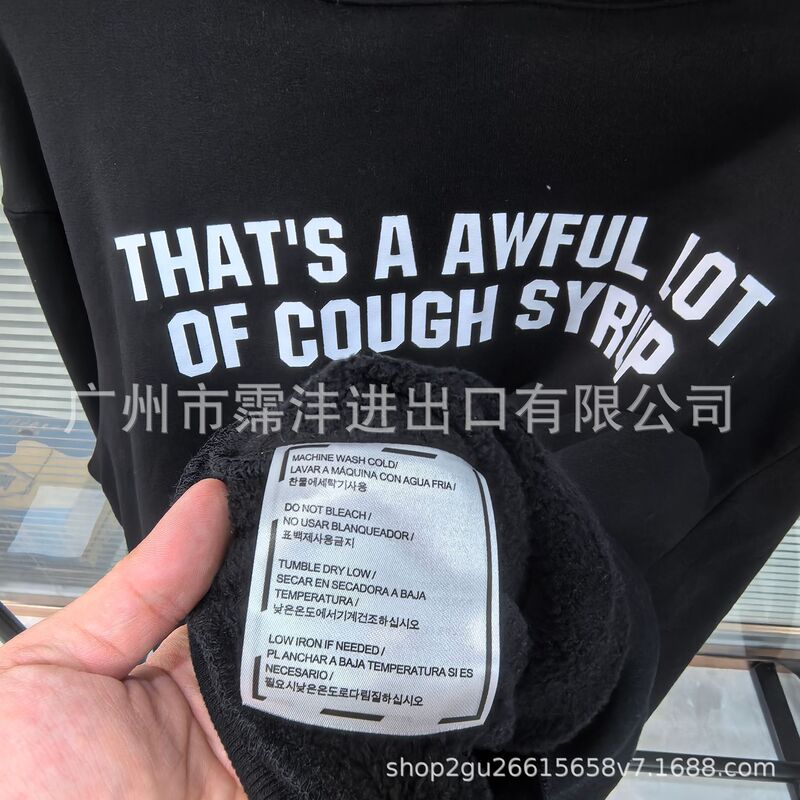 THAT'S A AWFUL LOT
OF COUGH SYRUP
广州市霈沣进出口有限公司
MACHINE WASH COLD/
LAVAR A MÁQUINA CON AGUA FRIA/
찬물에세탁기사용
DO NOT BLEACH/
NO USAR BLANQUEADOR/
표백제사용금지
TUMBLE DRY LOW/
SECAR EN SECADORA A BAJA
TEMPERATURA/
낮은온도에서기계건조하십시오
LOW IRON IF NEEDED/
PLANCHAR A BAJA TEMPERATURA SI ES
NECESARIO/
필요시낮은온도로다림질하십시오
shop2gu26615658v7.1688.com